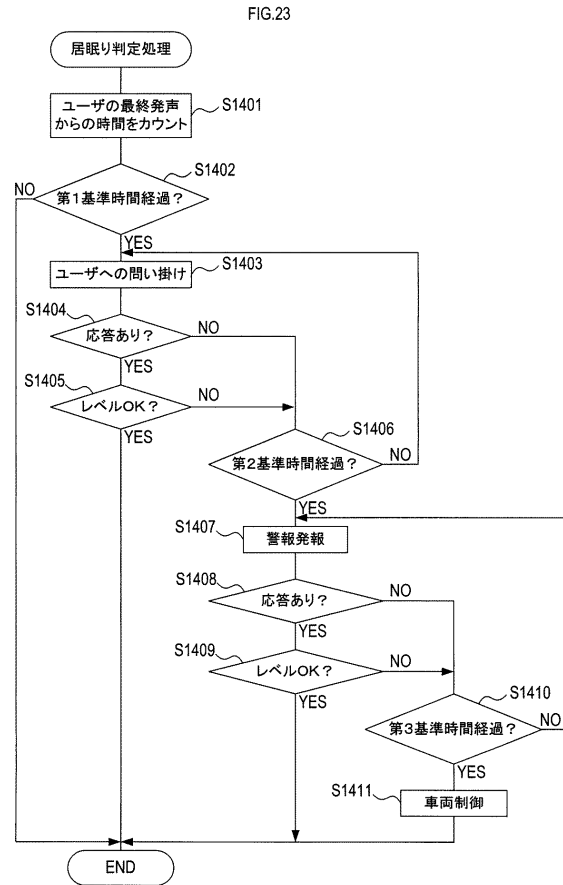 FIG.23
居眠り判定処理
ユーザの最終発声
からの時間をカウント
S1401
S1402
NO
第1基準時間経過?
YES
ユーザへの問い掛け
S1403
S1404
応答あり?
NO
YES
S1405
レベルOK?
NO
YES
S1406
第2基準時間経過?
NO
YES
S1407
警報発報
S1408
応答あり?
NO
YES
S1409
レベルOK?
NO
YES
S1410
第3基準時間経過?
NO
YES
S1411
車両制御
END